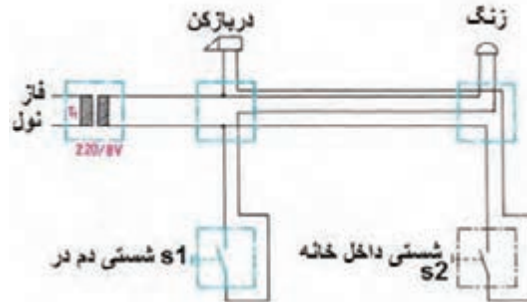 زنگ
دربازکن
فاز
نول
220/8V
شستی دم در s1
شستی داخل خانه
s2